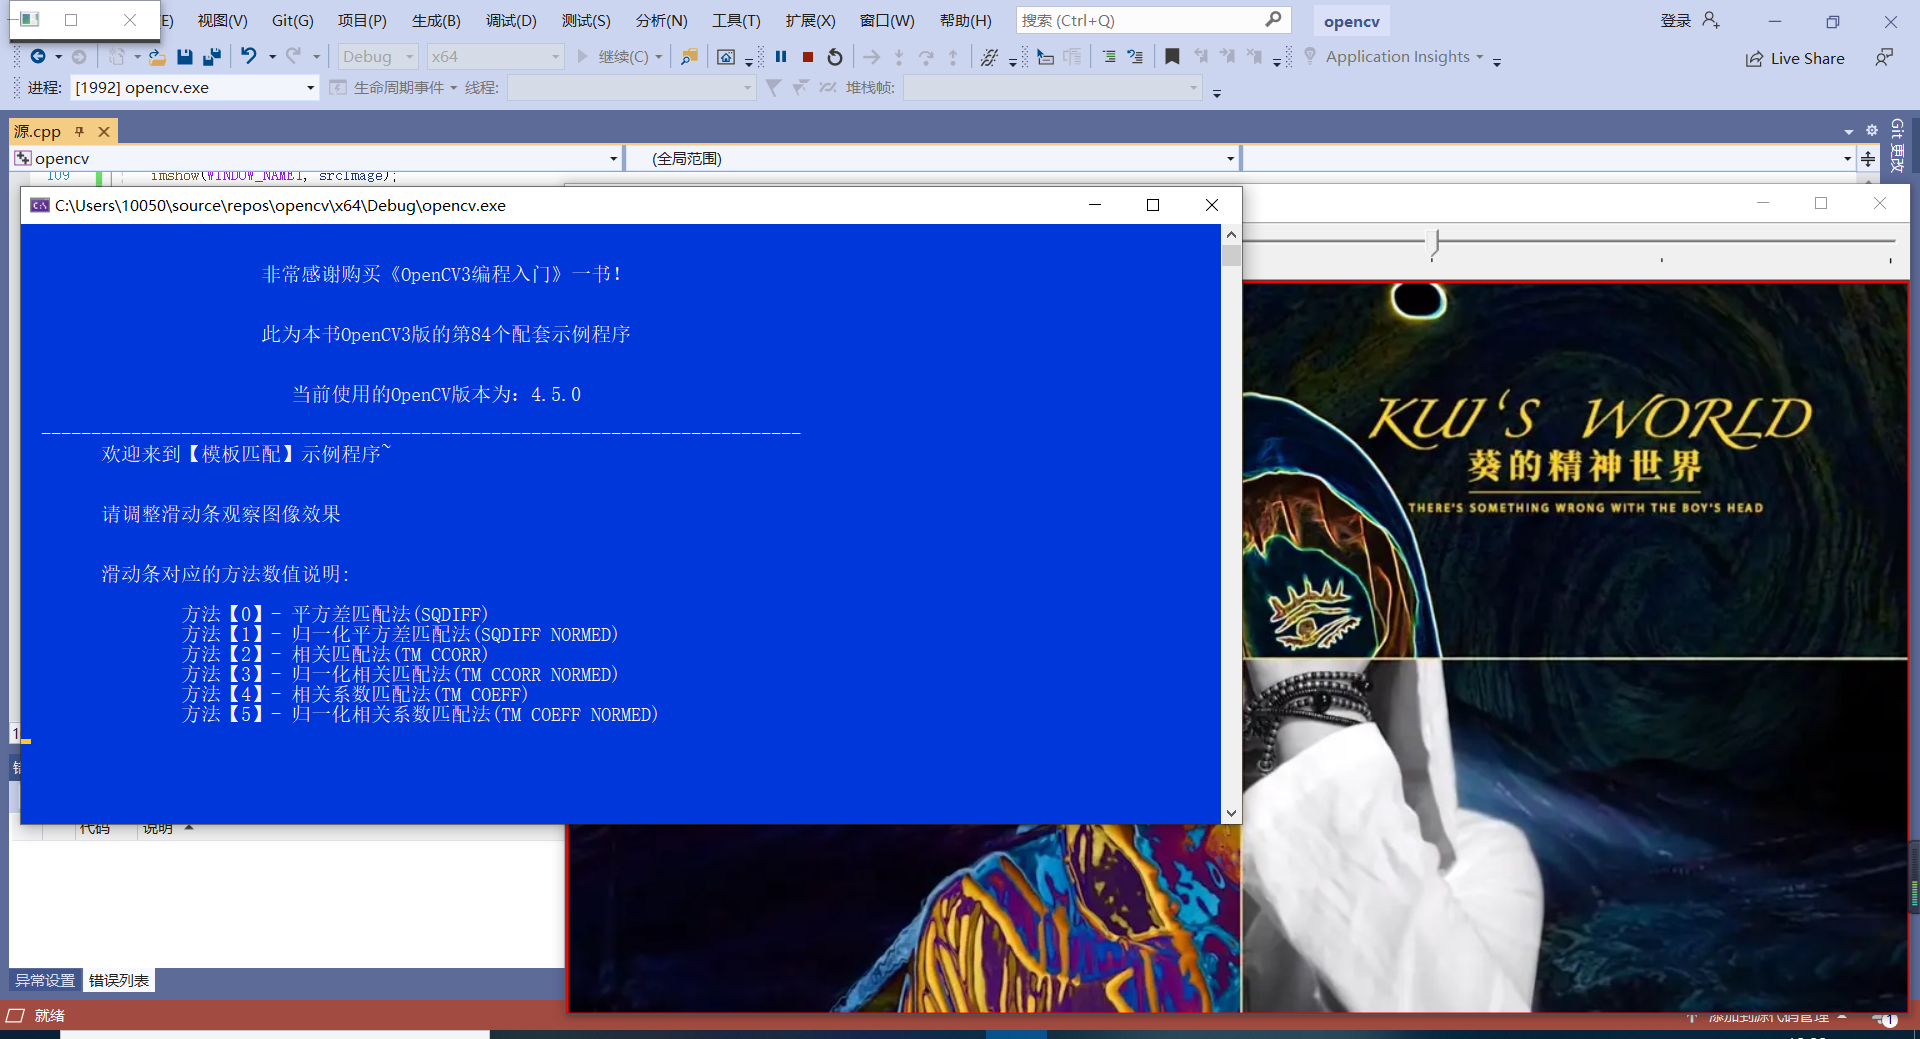 E) 视图(V) Git(G) 项目(P) 生成(B) 调试(D) 测试(S) 分析(N) 工具(T) 扩展(X) 窗口(W) 帮助(H) 搜索 (Ctrl+Q) opencv 登录
Debug x64 继续(C) Application Insights Live Share
进程: [1992] opencv.exe 生命周期事件 线程: 堆栈帧:
源.cpp
Git 更改
opencv (全局范围)
109 imshow(WINDOW_NAME1, srcImage);
C:\Users\10050\source\repos\opencv\x64\Debug\opencv.exe
非常感谢购买《OpenCV3编程入门》一书！
此为本书OpenCV3版的第84个配套示例程序
当前使用的OpenCV版本为：4.5.0
----------------------------------------------------------------------------
欢迎来到【模板匹配】示例程序~
请调整滑动条观察图像效果
滑动条对应的方法数值说明:
方法【0】- 平方差匹配法(SQDIFF)
方法【1】- 归一化平方差匹配法(SQDIFF NORMED)
方法【2】- 相关匹配法(TM CCORR)
方法【3】- 归一化相关匹配法(TM CCORR NORMED)
方法【4】- 相关系数匹配法(TM COEFF)
方法【5】- 归一化相关系数匹配法(TM COEFF NORMED)
KUI'S WORLD
葵的精神世界
THERE'S SOMETHING WRONG WITH THE BOY'S HEAD
代码 说明
异常设置 错误列表
就绪
添加到源代码管理 1